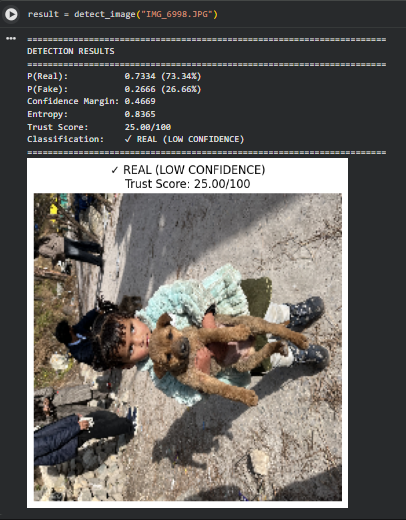 result = detect_image("IMG_6998.JPG")
======================================================================
DETECTION RESULTS
======================================================================
P(Real): 0.7334 (73.34%)
P(Fake): 0.2666 (26.66%)
Confidence Margin: 0.4669
Entropy: 0.8365
Trust Score: 25.00/100
Classification: ✓ REAL (LOW CONFIDENCE)
======================================================================
✓ REAL (LOW CONFIDENCE)
Trust Score: 25.00/100